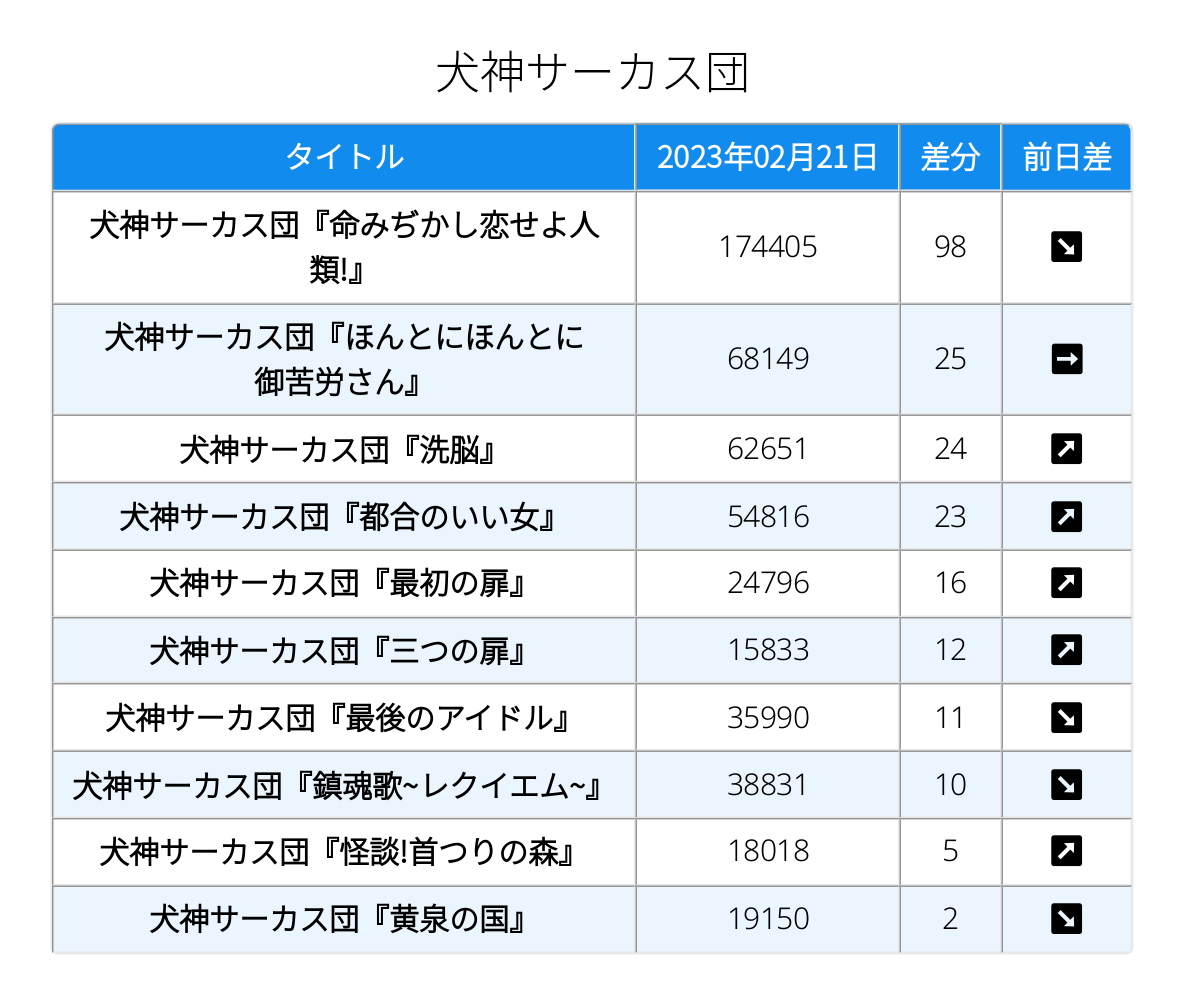 犬神サーカス団
タイトル 2023年02月21日 差分 前日差
犬神サーカス団『命みぢかし恋せよ人
類!』 174405 98 ↘
犬神サーカス団『ほんとにほんとに
御苦労さん』 68149 25 ➡
犬神サーカス団『洗脳』 62651 24 ↗
犬神サーカス団『都合のいい女』 54816 23 ↗
犬神サーカス団『最初の扉』 24796 16 ↗
犬神サーカス団『三つの扉』 15833 12 ↗
犬神サーカス団『最後のアイドル』 35990 11 ↘
犬神サーカス団『鎮魂歌~レクイエム~』 38831 10 ↘
犬神サーカス団『怪談!首つりの森』 18018 5 ↗
犬神サーカス団『黄泉の国』 19150 2 ↘